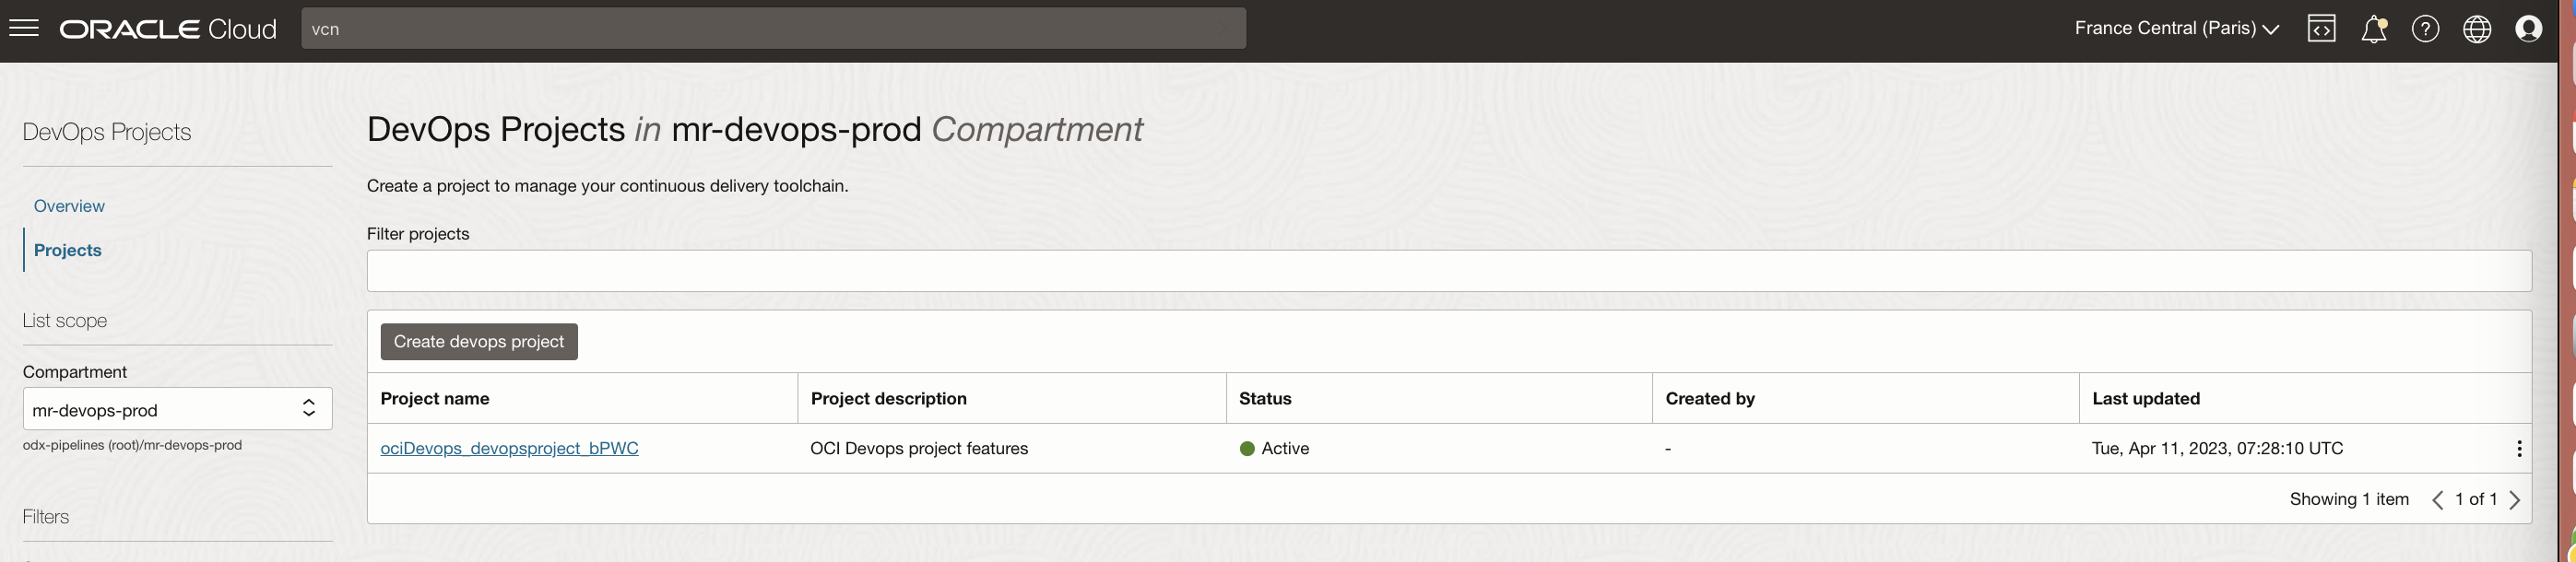 ORACLE Cloud
vcn
France Central (Paris)
DevOps Projects
Overview
Projects
List scope
Compartment
mr-devops-prod
odx-pipelines (root)/mr-devops-prod
Filters
DevOps Projects in mr-devops-prod Compartment
Create a project to manage your continuous delivery toolchain.
Filter projects
Create devops project
Project name Project description Status Created by Last updated
ociDevops_devopsproject_bPWC OCI Devops project features Active - Tue, Apr 11, 2023, 07:28:10 UTC
Showing 1 item 1 of 1